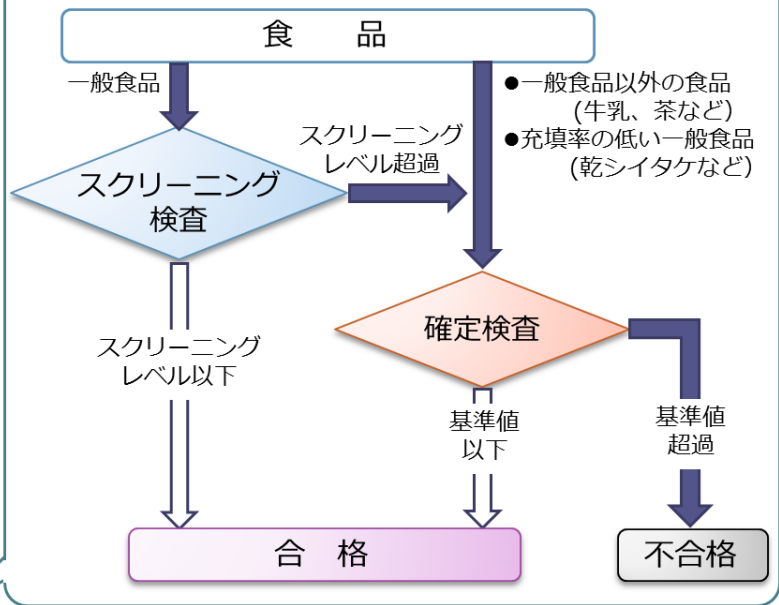 食　品
一般食品
●一般食品以外の食品
(牛乳、茶など)
●充填率の低い一般食品
(乾シイタケなど)
スクリーニング
レベル超過
スクリーニング
検査
確定検査
スクリーニング
レベル以下
基準値
以下
基準値
超過
合　格
不合格